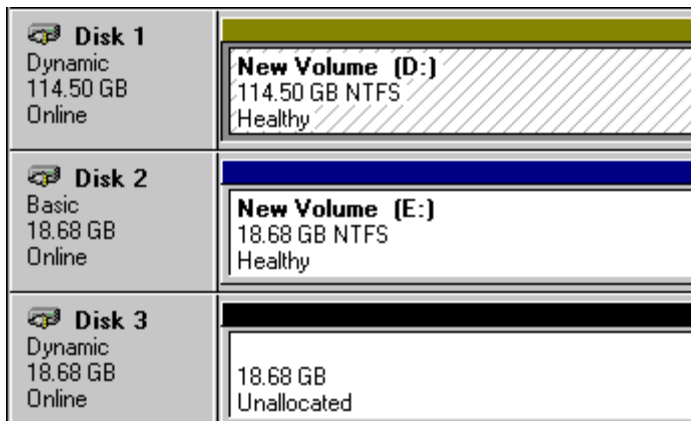 Disk 1
Dynamic
114.50 GB
Online
New Volume (D:)
114.50 GB NTFS
Healthy
Disk 2
Basic
18.68 GB
Online
New Volume (E:)
18.68 GB NTFS
Healthy
Disk 3
Dynamic
18.68 GB
Online
18.68 GB
Unallocated